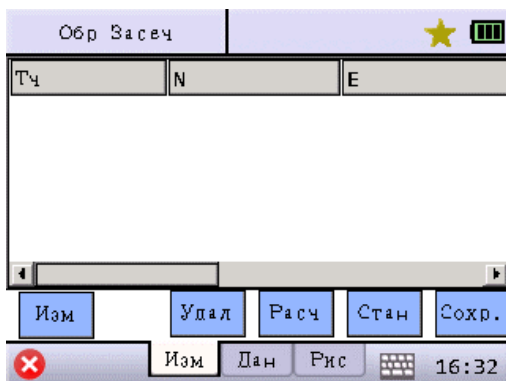 Обр Засеч
Тч N E
Изм Удал Расч Стан Сохр.
Изм Дан Рис 16:32